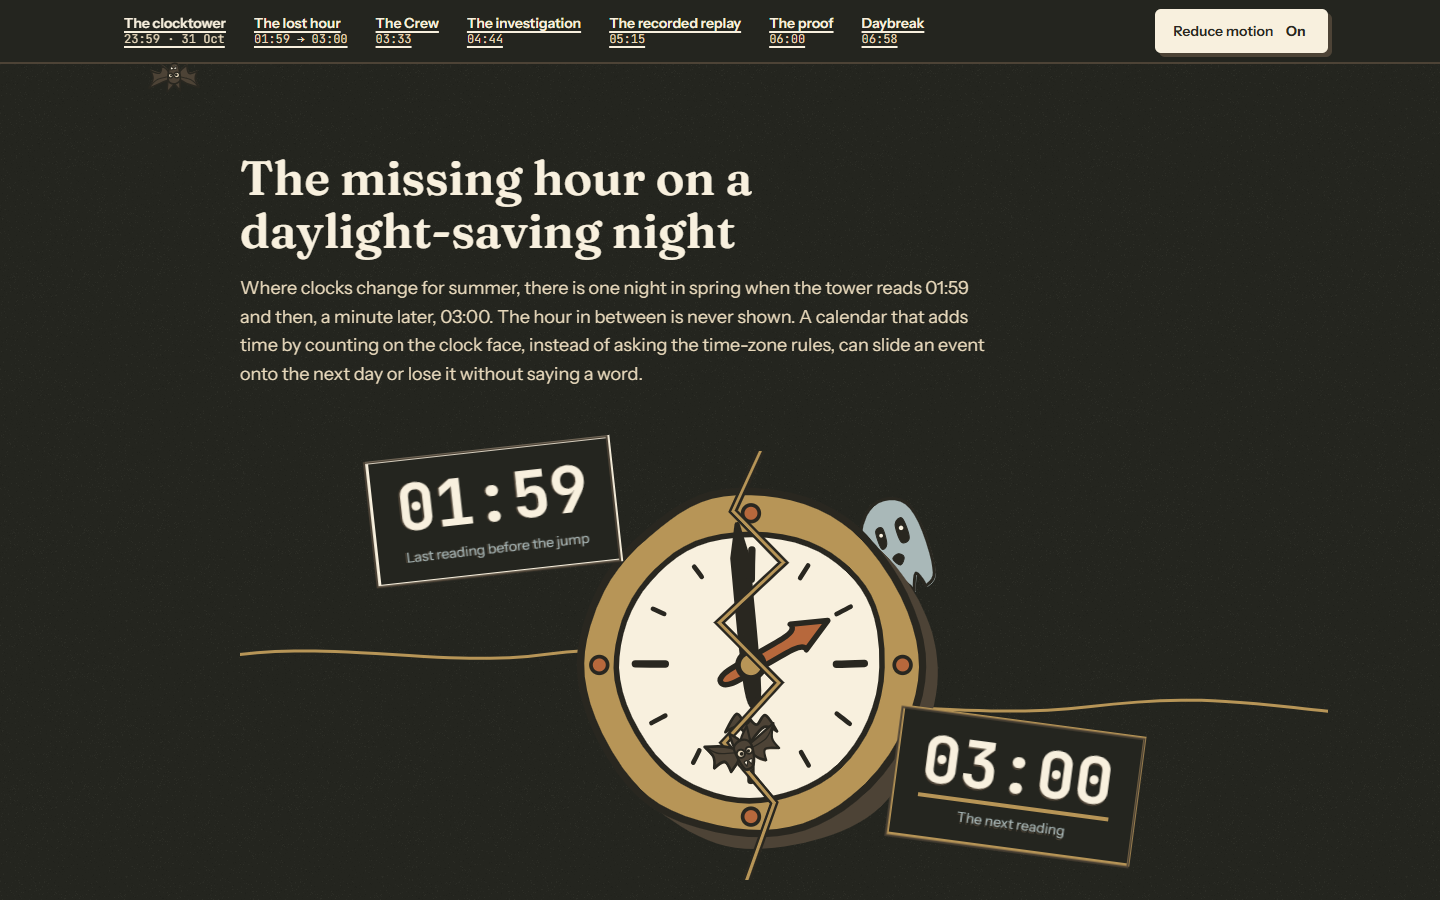 The clocktower
23:59 · 31 Oct
The lost hour
01:59 → 03:00
The Crew
03:33
The investigation
04:44
The recorded replay
05:15
The proof
06:00
Daybreak
06:58
Reduce motion On
The missing hour on a
daylight-saving night
Where clocks change for summer, there is one night in spring when the tower reads 01:59
and then, a minute later, 03:00. The hour in between is never shown. A calendar that adds
time by counting on the clock face, instead of asking the time-zone rules, can slide an event
onto the next day or lose it without saying a word.
01:59
Last reading before the jump
03:00
The next reading